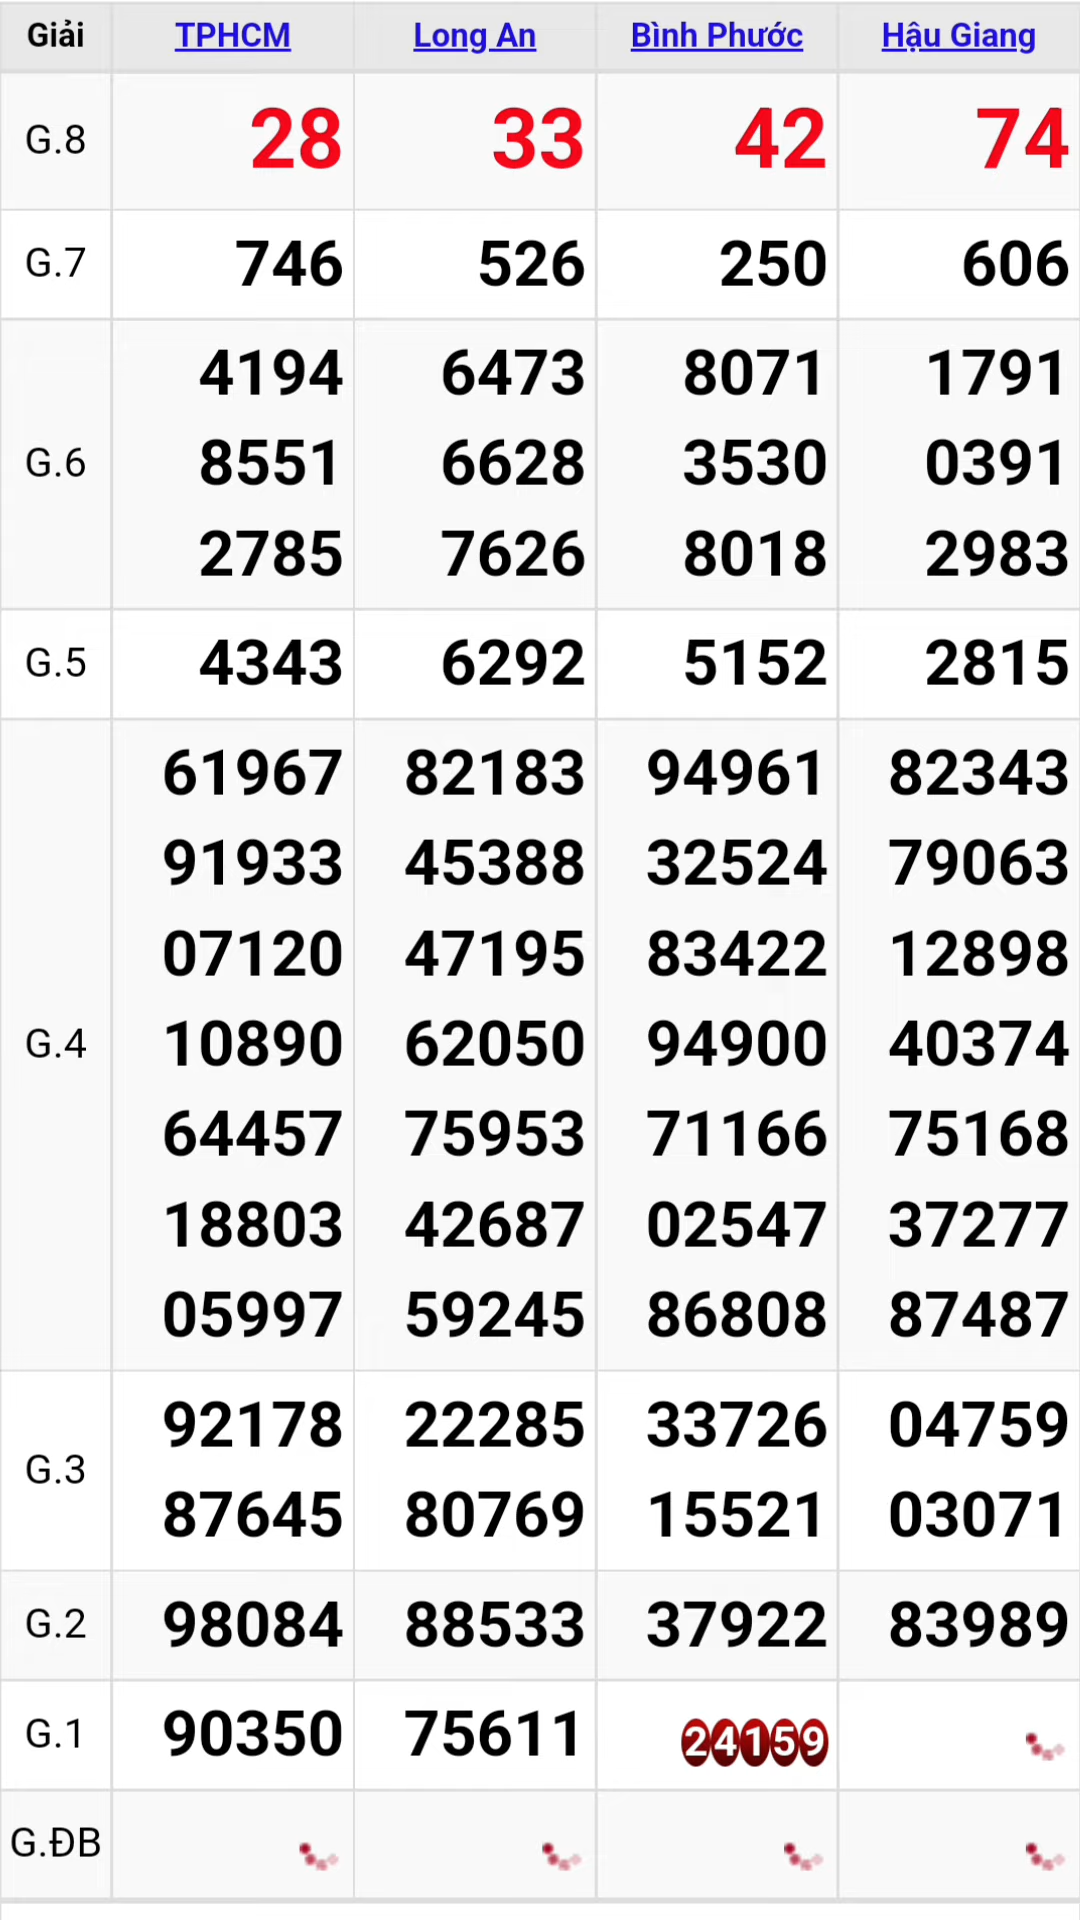 Giải TPHCM Long An Bình Phước Hậu Giang
G.8 28 33 42 74
G.7 746 526 250 606
4194 6473 8071 1791
G.6 8551 6628 3530 0391
2785 7626 8018 2983
G.5 4343 6292 5152 2815
61967 82183 94961 82343
91933 45388 32524 79063
07120 47195 83422 12898
G.4 10890 62050 94900 40374
64457 75953 71166 75168
18803 42687 02547 37277
05997 59245 86808 87487
92178 22285 33726 04759
G.3
87645 80769 15521 03071
G.2 98084 88533 37922 83989
G.1 90350 75611 24159
G.ĐB